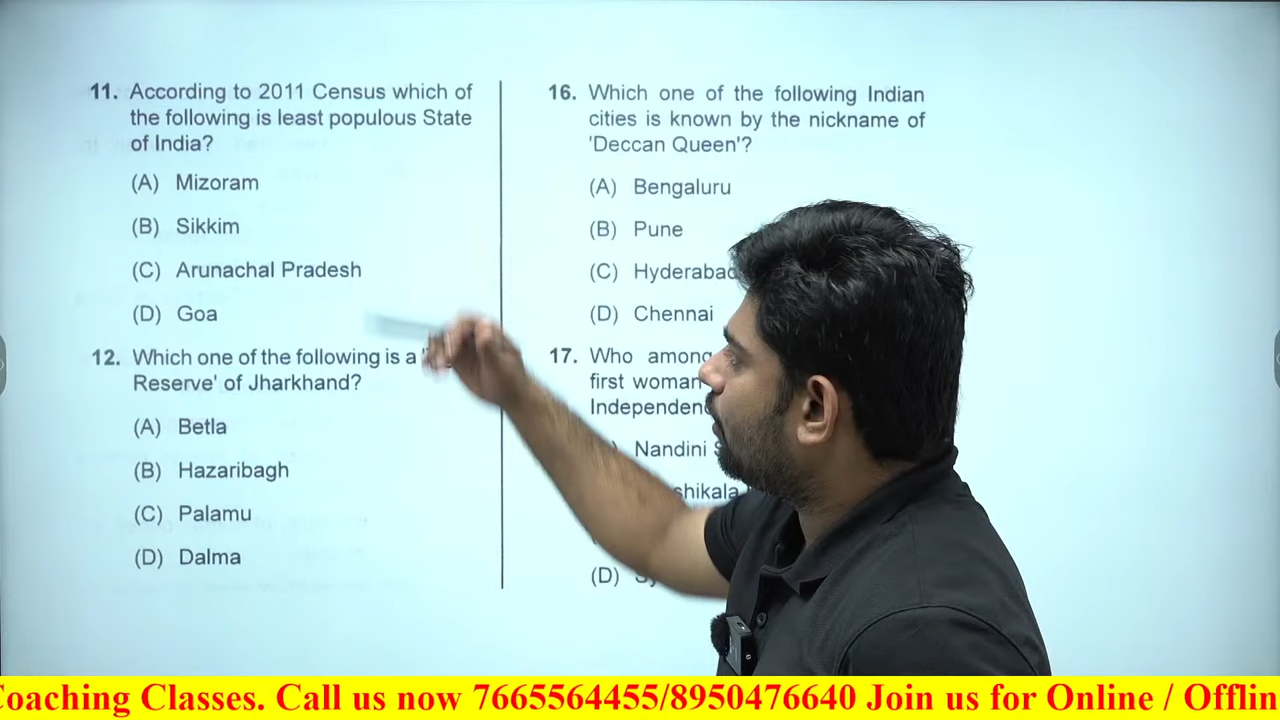 11. According to 2011 Census which of
the following is least populous State
of India?
(A) Mizoram
(B) Sikkim
(C) Arunachal Pradesh
(D) Goa
12. Which one of the following is a
Reserve' of Jharkhand?
(A) Betla
(B) Hazaribagh
(C) Palamu
(D) Dalma
16. Which one of the following Indian
cities is known by the nickname of
'Deccan Queen'?
(A) Bengaluru
(B) Pune
(C) Hyderabad
(D) Chennai
17. Who among
first woman
Independen
Nandini S
shikala
(D)
Coaching Classes. Call us now 7665564455/8950476640 Join us for Online / Offlin